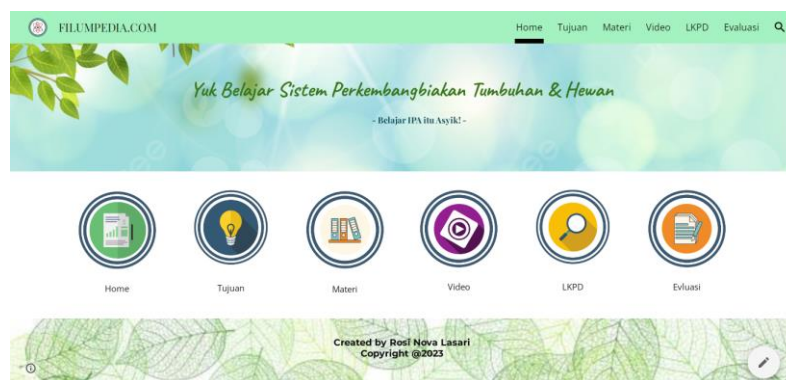 FILUMPEDIA.COM
Home Tujuan Materi Video LKPD Evaluasi
Yuk Belajar Sistem Perkembangbiakan Tumbuhan & Hewan
- Belajar IPA itu Asyik! -
Home Tujuan Materi Video LKPD Evluasi
Created by Rosi Nova Lasari
Copyright @2023